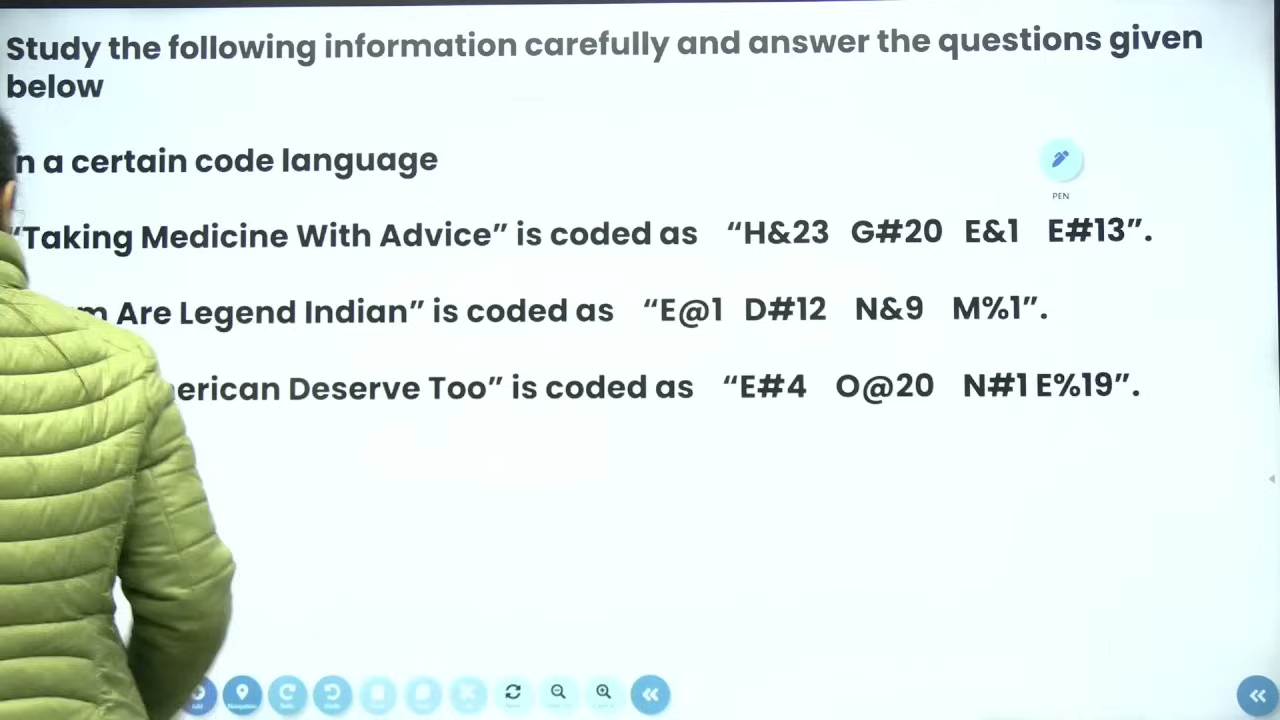 Study the following information carefully and answer the questions given
below
n a certain code language
PEN
"Taking Medicine With Advice" is coded as "H&23 G#20 E&1 E#13".
m Are Legend Indian" is coded as "E@1 D#12 N&9 M%1".
erican Deserve Too" is coded as "E#4 O@20 N#1 E%19".